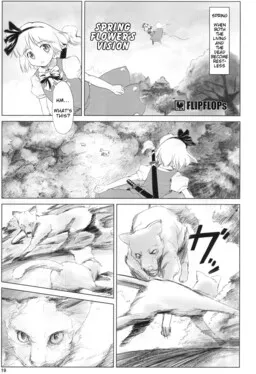 SPRING
WHEN BOTH
THE LIVING
AND
THE DEAD
BECOME
REST-
LESS
SPRING
FLOWER'S
VISION
FLIPFLOPS
HM...
WHAT'S
THIS?
グッ
18